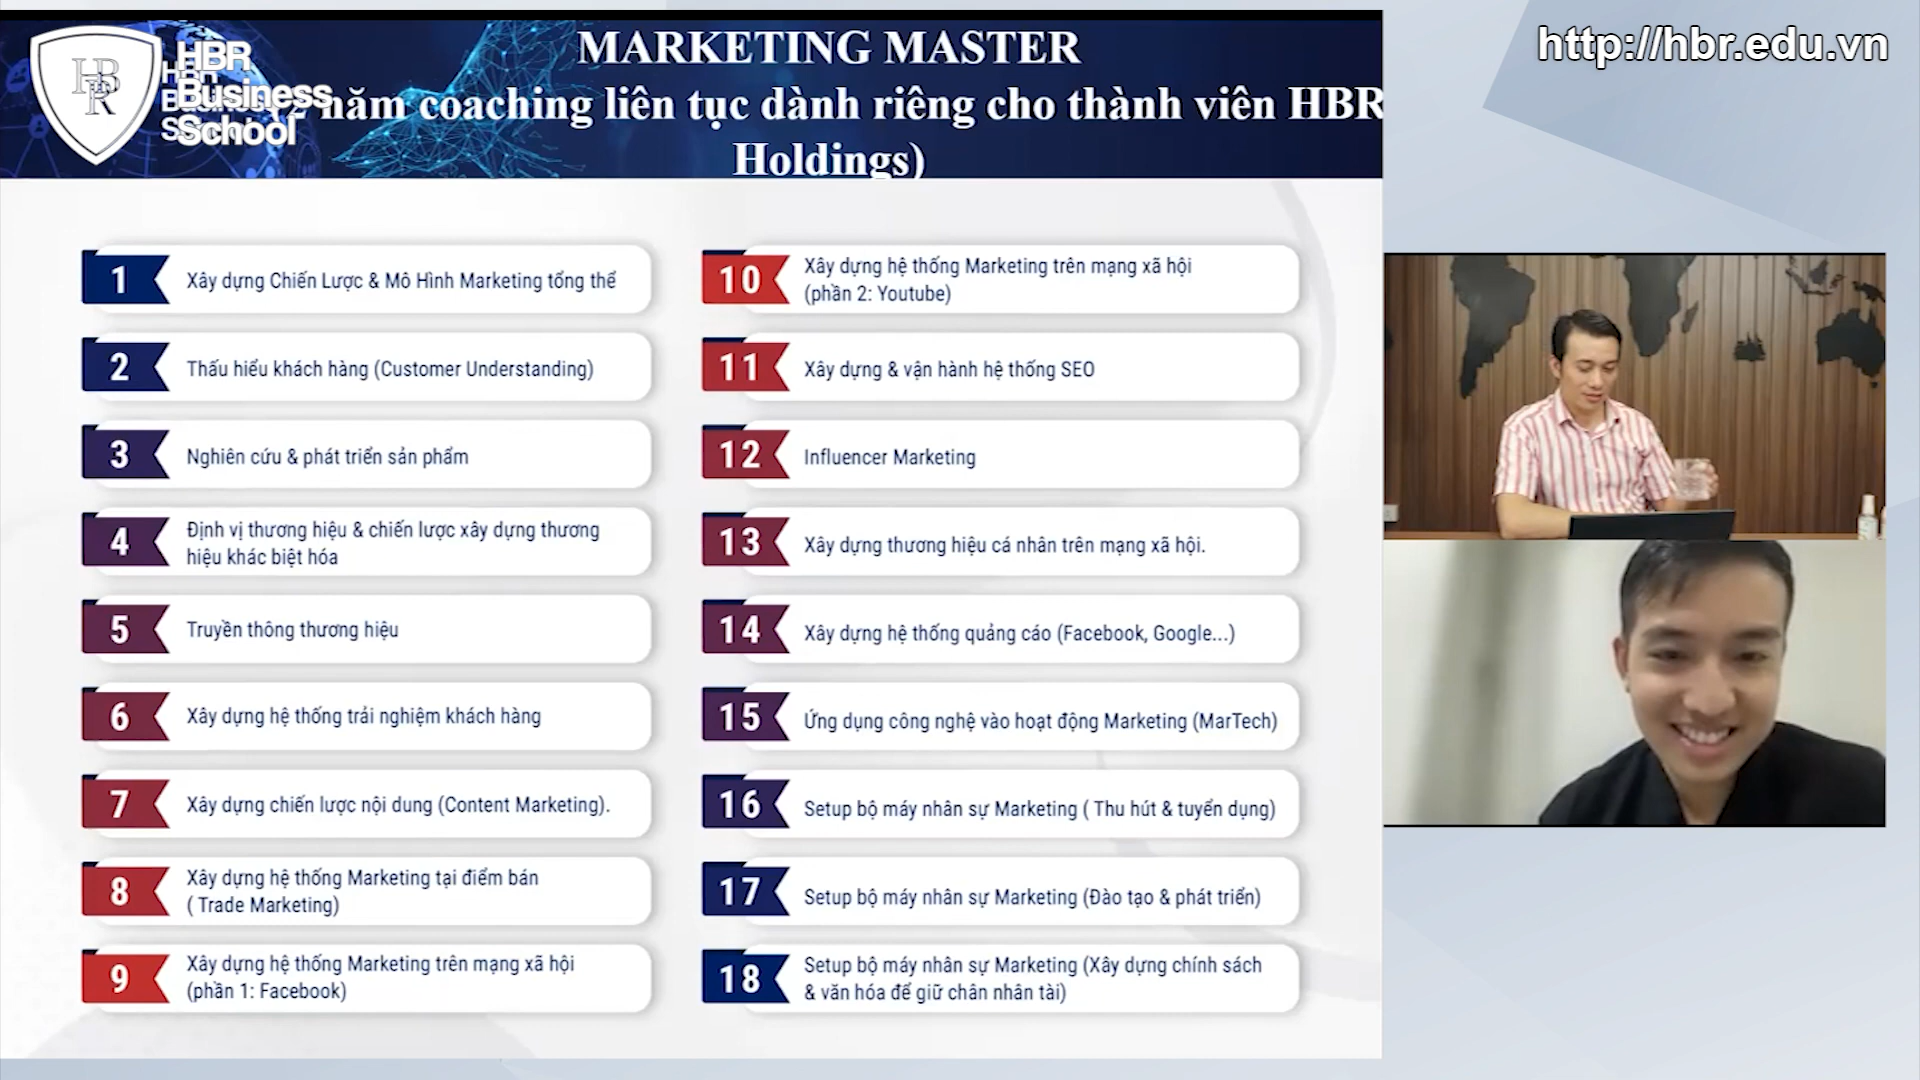 http://hbr.edu.vn
HBR
Business
School
MARKETING MASTER
năm coaching liên tục dành riêng cho thành viên HBR
Holdings)
1 Xây dựng Chiến Lược & Mô Hình Marketing tổng thể
2 Thấu hiểu khách hàng (Customer Understanding)
3 Nghiên cứu & phát triển sản phẩm
4 Định vị thương hiệu & chiến lược xây dựng thương
hiệu khác biệt hóa
5 Truyền thông thương hiệu
6 Xây dựng hệ thống trải nghiệm khách hàng
7 Xây dựng chiến lược nội dung (Content Marketing).
8 Xây dựng hệ thống Marketing tại điểm bán
( Trade Marketing)
9 Xây dựng hệ thống Marketing trên mạng xã hội
(phần 1: Facebook)
10 Xây dựng hệ thống Marketing trên mạng xã hội
(phần 2: Youtube)
11 Xây dựng & vận hành hệ thống SEO
12 Influencer Marketing
13 Xây dựng thương hiệu cá nhân trên mạng xã hội.
14 Xây dựng hệ thống quảng cáo (Facebook, Google...)
15 Ứng dụng công nghệ vào hoạt động Marketing (MarTech)
16 Setup bộ máy nhân sự Marketing ( Thu hút & tuyển dụng)
17 Setup bộ máy nhân sự Marketing (Đào tạo & phát triển)
18 Setup bộ máy nhân sự Marketing (Xây dựng chính sách
& văn hóa để giữ chân nhân tài)